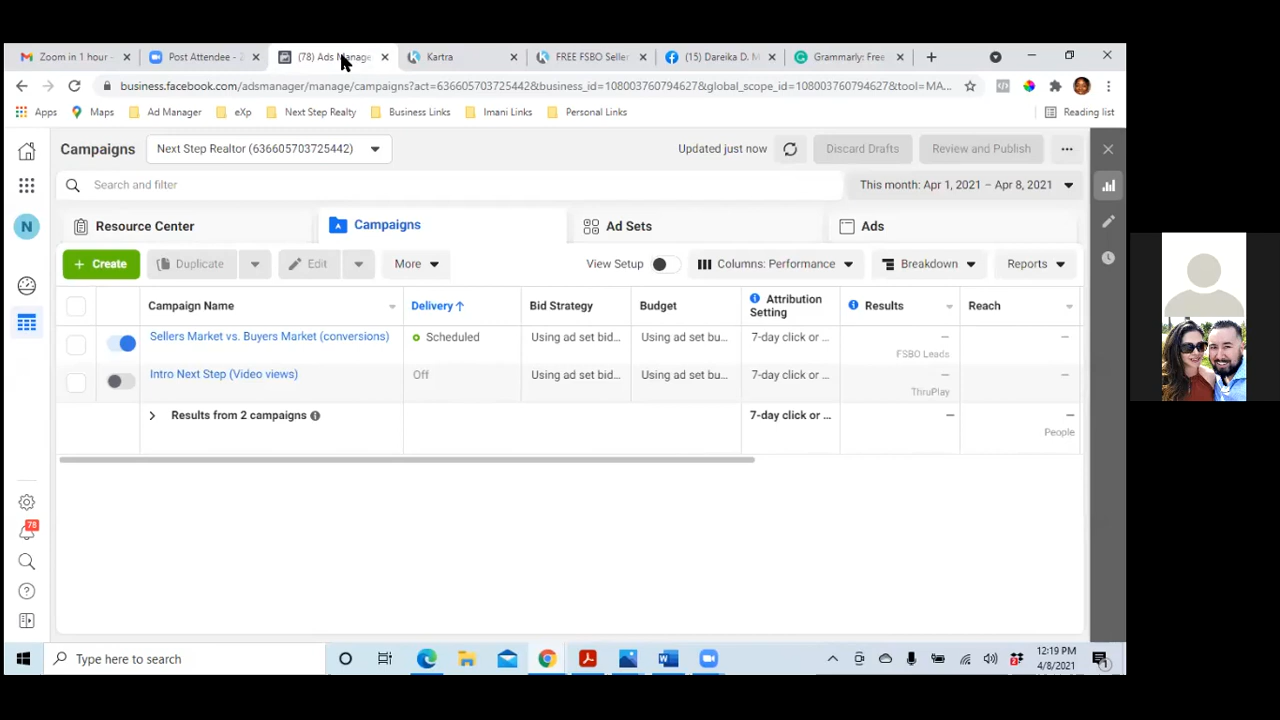 Zoom in 1 hour -
Post Attendee - 2
(78) Ads Manage
Kartra
FREE FSBO Seller
(15) Dareika D. M
Grammarly: Free
business.facebook.com/adsmanager/manage/campaigns?act=636605703725442&business_id=1080037607946 27&global_scope_id=108003760794627&tool=MA...
Apps
Maps
Ad Manager
eXp
Next Step Realty
Business Links
Imani Links
Personal Links
Reading list
Campaigns
Next Step Realtor (636605703725442)
Updated just now
Discard Drafts
Review and Publish
Search and filter
This month: Apr 1, 2021 – Apr 8, 2021
N
Resource Center
Campaigns
Ad Sets
Ads
+ Create
Duplicate
Edit
More
View Setup
Columns: Performance
Breakdown
Reports
Campaign Name
Delivery ↑
Bid Strategy
Budget
Attribution
Setting
Results
Reach
Sellers Market vs. Buyers Market (conversions)
Scheduled
Using ad set bid...
Using ad set bu...
7-day click or ...
—
FSBO Leads
—
Intro Next Step (Video views)
Off
Using ad set bid...
Using ad set bu...
7-day click or ...
—
ThruPlay
—
Results from 2 campaigns
7-day click or ...
—
—
People
78
Type here to search
12:19 PM
4/8/2021
1